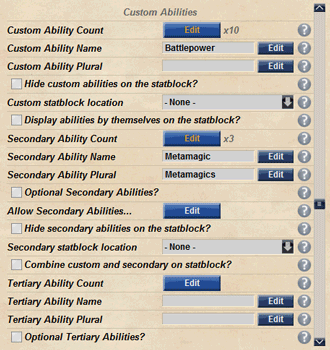 Custom Abilities
Custom Ability Count Edit x10 ?
Custom Ability Name Battlepower Edit ?
Custom Ability Plural Edit ?
Hide custom abilities on the statblock? ?
Custom statblock location - None - ?
Display abilities by themselves on the statblock? ?
Secondary Ability Count Edit x3 ?
Secondary Ability Name Metamagic Edit ?
Secondary Ability Plural Metamagics Edit ?
Optional Secondary Abilities? ?
Allow Secondary Abilities... Edit ?
Hide secondary abilities on the statblock? ?
Secondary statblock location - None - ?
Combine custom and secondary on statblock? ?
Tertiary Ability Count Edit ?
Tertiary Ability Name Edit ?
Tertiary Ability Plural Edit ?
Optional Tertiary Abilities? ?